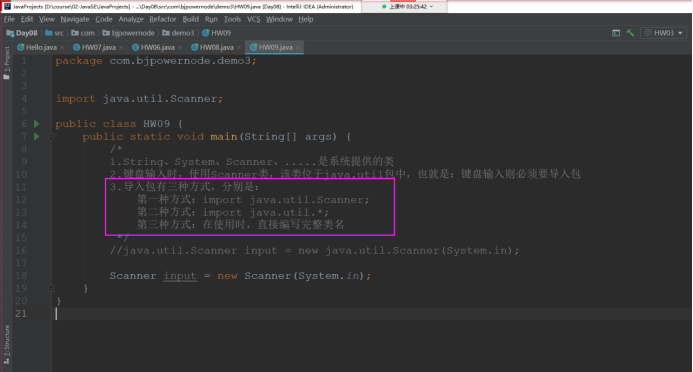 JavaProjects [D:\course\02-JavaSE\JavaProjects] - ...\Day08\src\com\bjpowernode\demo3\HW09.java [Day08] - IntelliJ IDEA (Administrator)
上课中 03:25:42
File Edit View Navigate Code Analyze Refactor Build Run Tools VCS Window Help
Day08 src com bjpowernode demo3 HW09 HW03
Hello.java HW07.java HW06.java HW08.java HW09.java
1: Project
1 package com.bjpowernode.demo3;
2
3
4 import java.util.Scanner;
5
6 public class HW09 {
7 public static void main(String[] args) {
8 /*
9 1.String、System、Scanner、.....是系统提供的类
10 2.键盘输入时，使用Scanner类，该类位于java.util包中，也就是：键盘输入则必须要导入包
11 3.导入包有三种方式，分别是：
12 第一种方式：import java.util.Scanner;
13 第二种方式：import java.util.*;
14 第三种方式：在使用时，直接编写完整类名
15 */
16 //java.util.Scanner input = new java.util.Scanner(System.in);
17
18 Scanner input = new Scanner(System.in);
19 }
20 }
21
2: Structure